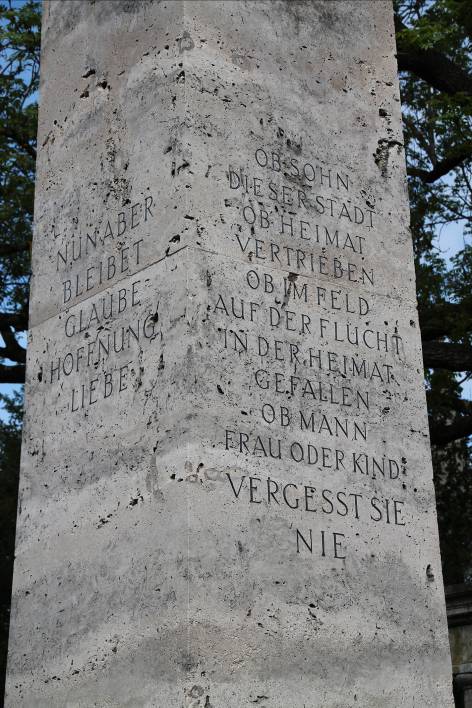 NUN ABER
BLEIBET
GLAUBE
HOFFNUNG
LIEBE
OB SOHN
DIESER STADT
OB HEIMAT
VERTRIEBEN
OB IM FELD
AUF DER FLUCHT
IN DER HEIMAT
GEFALLEN
OB MANN
FRAU ODER KIND:
VERGESST SIE
NIE